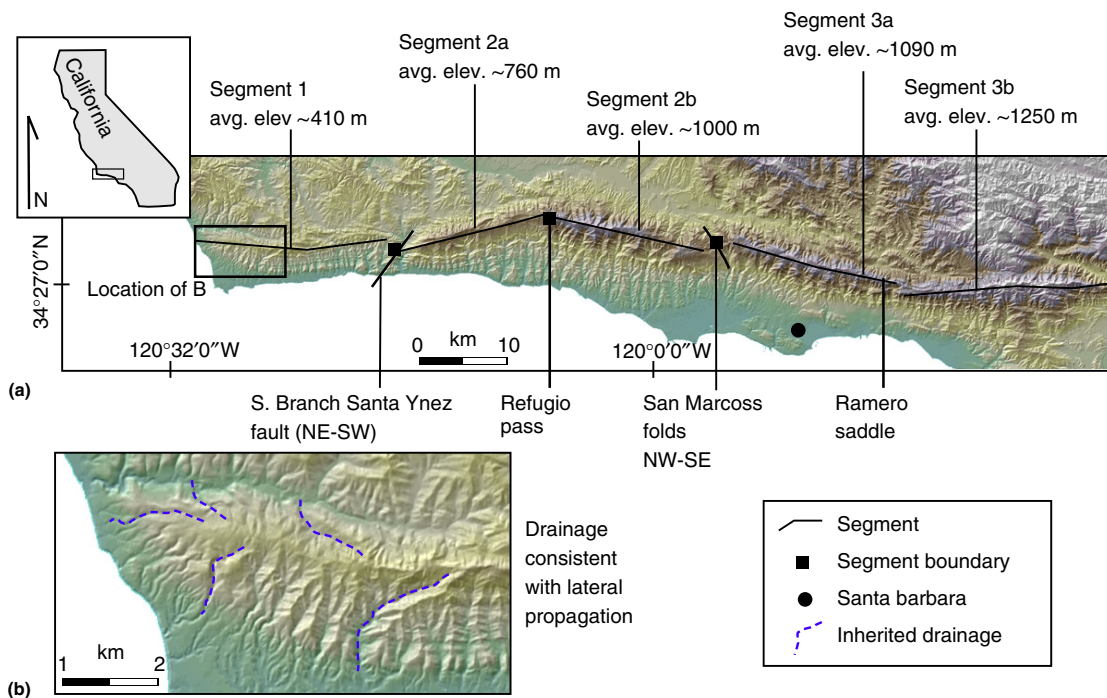 Segment 3a
avg. elev. ~1090 m
Segment 2a
avg. elev. ~760 m
Segment 3b
avg. elev. ~1250 m
Segment 2b
avg. elev. ~1000 m
Segment 1
avg. elev ~410 m
California
N
34°27′0″N
Location of B
120°32′0″W
0 km 10
120°0′0″W
(a)
S. Branch Santa Ynez
fault (NE-SW)
Refugio
pass
San Marcoss
folds
NW-SE
Ramero
saddle
Drainage
consistent
with lateral
propagation
km
1 2
(b)
Segment
Segment boundary
Santa barbara
Inherited drainage